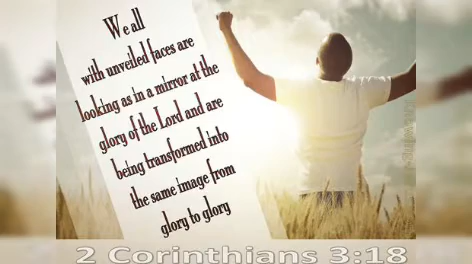 We all
with unveiled faces are
looking as in a mirror at the
glory of the Lord and are
being transformed into
the same image from
glory to glory
2 Corinthians 3:18